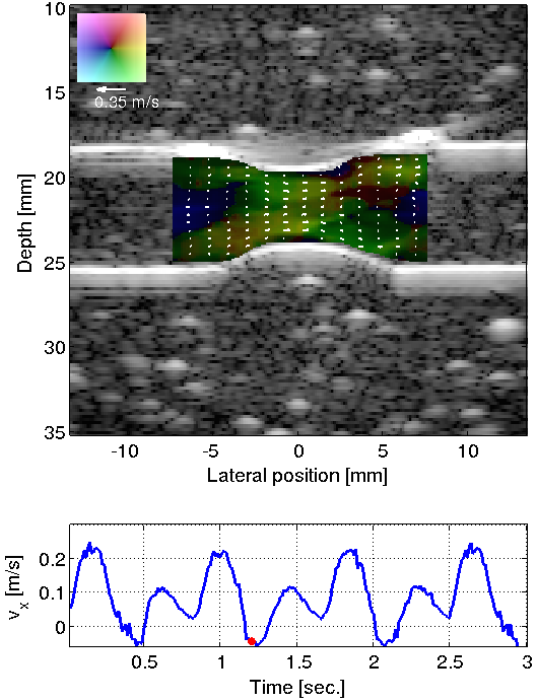 10
0.35 m/s
15
20
25
30
35
Depth [mm]
-10 -5 0 5 10
Lateral position [mm]
0.2
0.1
0
v_x [m/s]
0.5 1 1.5 2 2.5 3
Time [sec.]